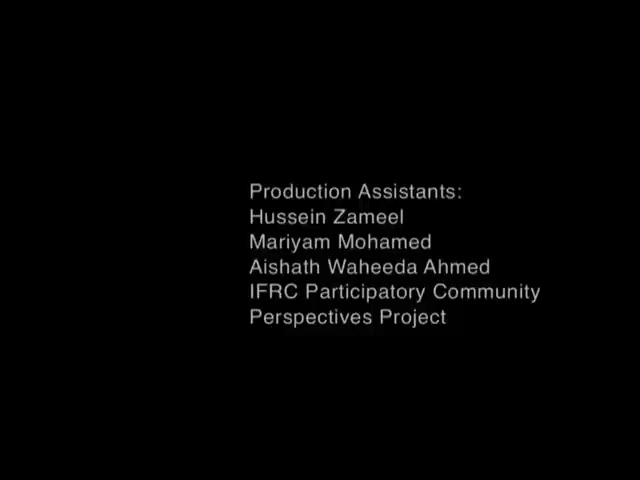 Production Assistants:
Hussein Zameel
Mariyam Mohamed
Aishath Waheeda Ahmed
IFRC Participatory Community
Perspectives Project